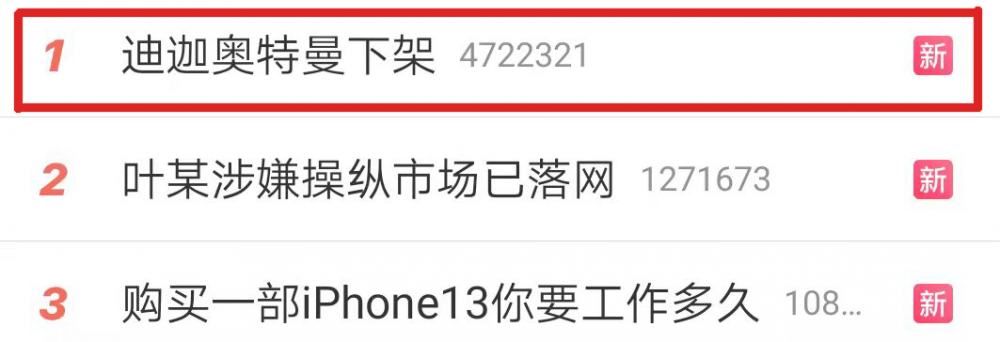 1 迪迦奥特曼下架 4722321 新
2 叶某涉嫌操纵市场已落网 1271673 新
3 购买一部iPhone13你要工作多久 108... 新